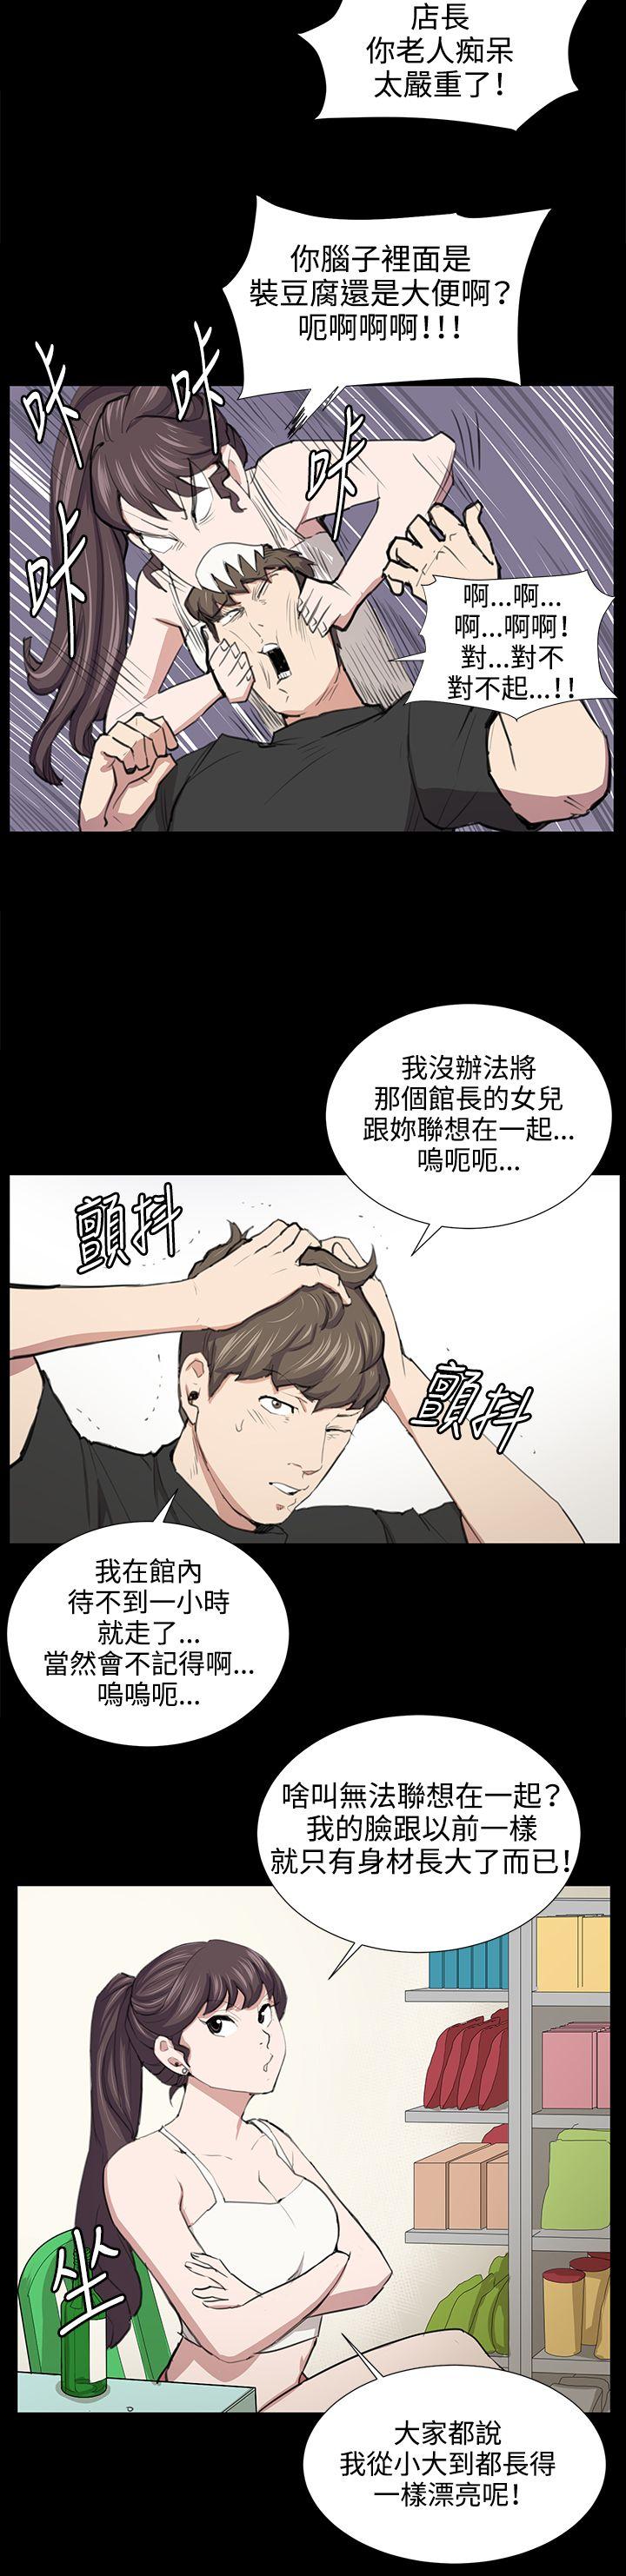 店長
你老人痴呆
太嚴重了！
你腦子裡面是
裝豆腐還是大便啊？
呃啊啊啊！！！
咔
咔
咔
咔
啊...啊...
啊...啊啊！
對...對不
對不起...！！
我沒辦法將
那個館長的女兒
跟妳聯想在一起...
嗚呃呃...
顫抖
顫抖
我在館內
待不到一小時
就走了...
當然會不記得啊...
嗚嗚呃...
啥叫無法聯想在一起？
我的臉跟以前一樣
就只有身材長大了而已！
坐
大家都說
我從小大到都長得
一樣漂亮呢！